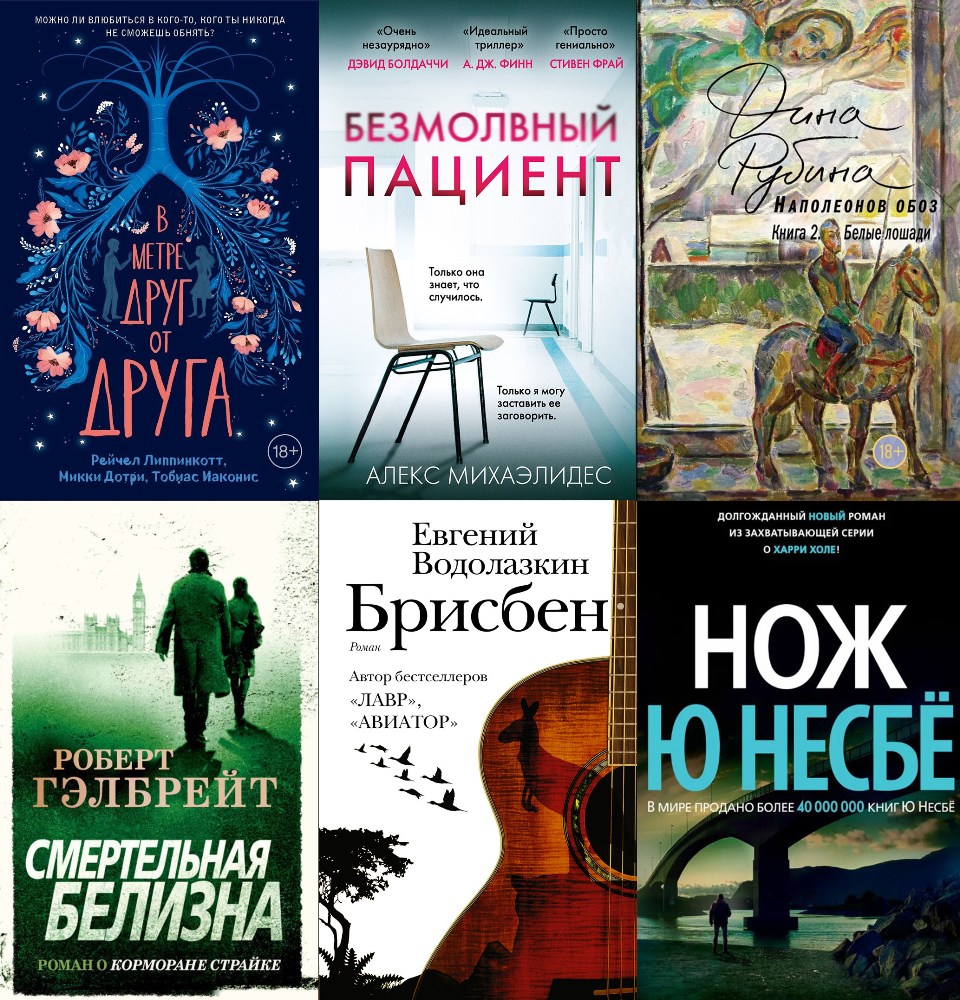 МОЖНО ЛИ ВЛЮБИТЬСЯ В КОГО-ТО, КОГО ТЫ НИКОГДА
НЕ СМОЖЕШЬ ОБНЯТЬ?
В
МЕТРЕ
ДРУГ
ОТ
ДРУГА
18+
Рейчел Липпинкотт,
Микки Дотри, Тобиас Иаконис
«Очень
незаурядно»
ДЭВИД БОЛДАЧЧИ
«Идеальный
триллер»
А. ДЖ. ФИНН
«Просто
гениально»
СТИВЕН ФРАЙ
БЕЗМОЛВНЫЙ
ПАЦИЕНТ
Только она
знает, что
случилось.
Только я могу
заставить ее
заговорить.
АЛЕКС МИХАЭЛИДЕС
Дина
Рубина
НАПОЛЕОНОВ ОБОЗ
Книга 2. Белые лошади
18+
РОБЕРТ
ГЭЛБРЕЙТ
СМЕРТЕЛЬНАЯ
БЕЛИЗНА
РОМАН О КОРМОРАНЕ СТРАЙКЕ
Евгений
Водолазкин
Брисбен
Роман
Автор бестселлеров
«ЛАВР»,
«АВИАТОР»
ДОЛГОЖДАННЫЙ НОВЫЙ РОМАН
ИЗ ЗАХВАТЫВАЮЩЕЙ СЕРИИ
О ХАРРИ ХОЛЕ!
НОЖ
Ю НЕСБЁ
В МИРЕ ПРОДАНО БОЛЕЕ 40 000 000 КНИГ Ю НЕСБЁ